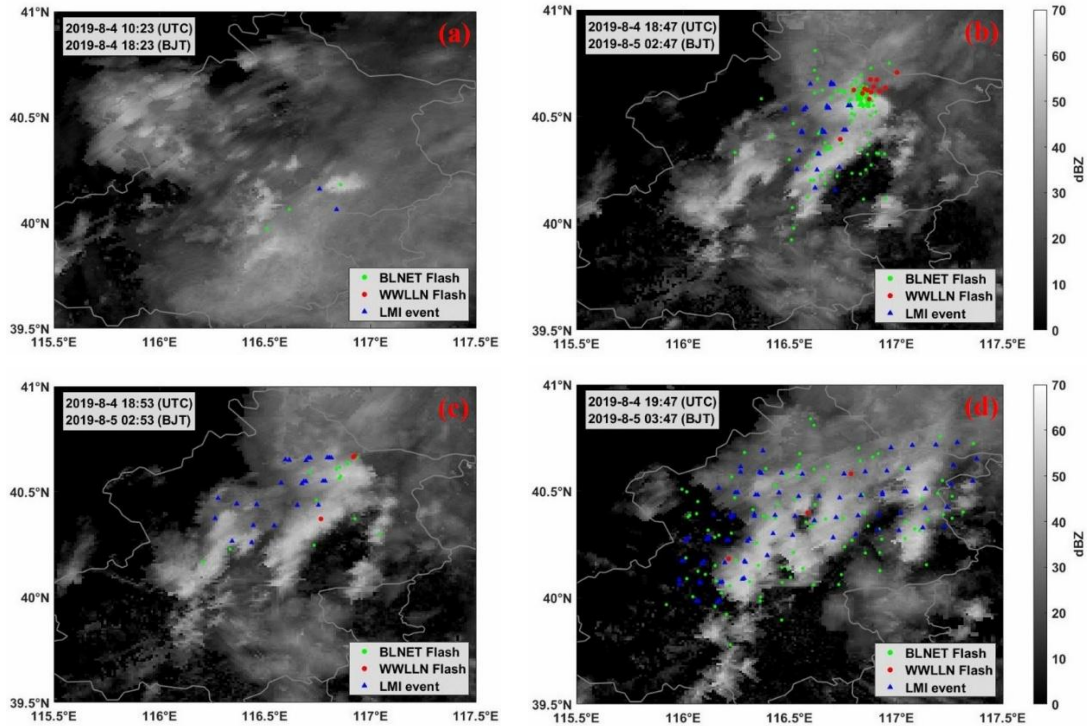 41°N
2019-8-4 10:23 (UTC)
2019-8-4 18:23 (BJT)
(a)
40.5°N
40°N
39.5°N
BLNET Flash
WWLLN Flash
LMI event
115.5°E 116°E 116.5°E 117°E 117.5°E
41°N
2019-8-4 18:47 (UTC)
2019-8-5 02:47 (BJT)
(b)
40.5°N
40°N
39.5°N
BLNET Flash
WWLLN Flash
LMI event
115.5°E 116°E 116.5°E 117°E 117.5°E
70
60
50
40
30
20
10
0
dBZ
41°N
2019-8-4 18:53 (UTC)
2019-8-5 02:53 (BJT)
(c)
40.5°N
40°N
39.5°N
BLNET Flash
WWLLN Flash
LMI event
115.5°E 116°E 116.5°E 117°E 117.5°E
41°N
2019-8-4 19:47 (UTC)
2019-8-5 03:47 (BJT)
(d)
40.5°N
40°N
39.5°N
BLNET Flash
WWLLN Flash
LMI event
115.5°E 116°E 116.5°E 117°E 117.5°E
70
60
50
40
30
20
10
0
dBZ